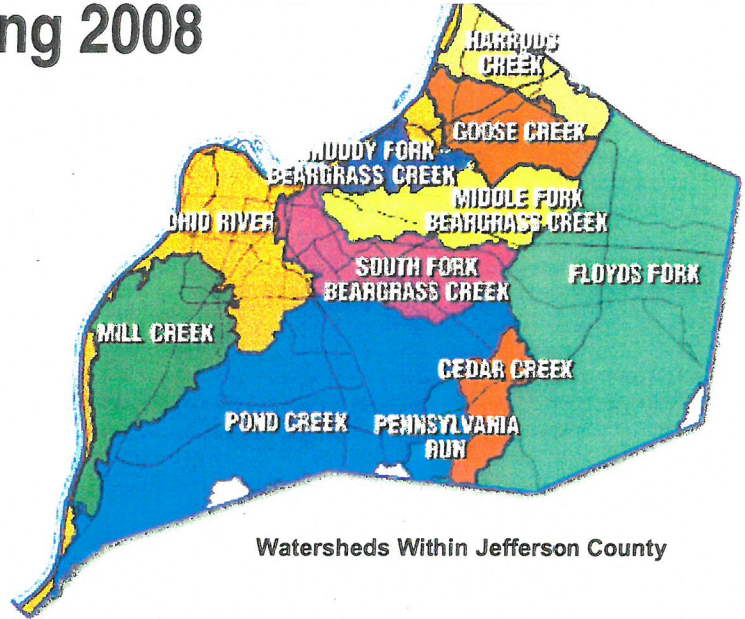 ng 2008
HARRODS
CREEK
GOOSE CREEK
MUDDY FORK
BEARGRASS CREEK
MIDDLE FORK
BEARGRASS CREEK
OHIO RIVER
SOUTH FORK
BEARGRASS CREEK
FLOYDS FORK
MILL CREEK
CEDAR CREEK
POND CREEK
PENNSYLVANIA
RUN
Watersheds Within Jefferson County